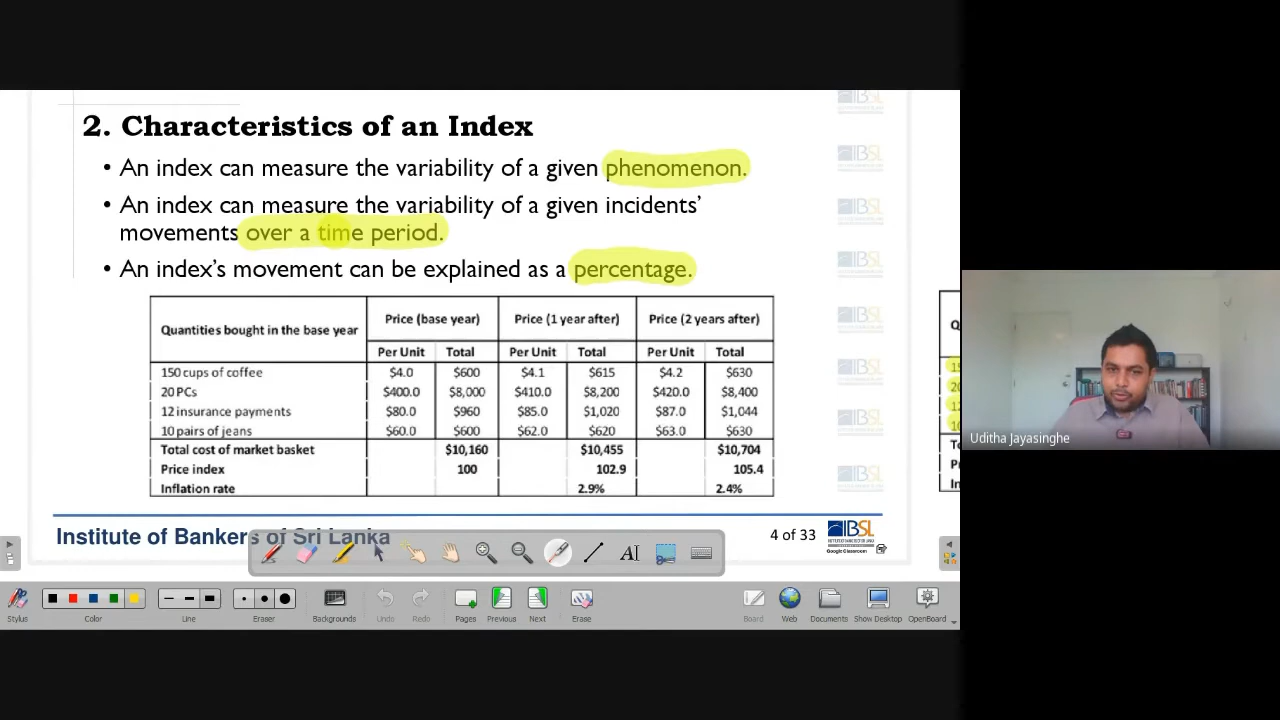 2. Characteristics of an Index
• An index can measure the variability of a given phenomenon.
• An index can measure the variability of a given incidents'
movements over a time period.
• An index's movement can be explained as a percentage.
Quantities bought in the base year Price (base year) Price (1 year after) Price (2 years after)
Per Unit Total Per Unit Total Per Unit Total
150 cups of coffee $4.0 $600 $4.1 $615 $4.2 $630
20 PCs $400.0 $8,000 $410.0 $8,200 $420.0 $8,400
12 insurance payments $80.0 $960 $85.0 $1,020 $87.0 $1,044
10 pairs of jeans $60.0 $600 $62.0 $620 $63.0 $630
Total cost of market basket $10,160 $10,455 $10,704
Price index 100 102.9 105.4
Inflation rate 2.9% 2.4%
Institute of Bankers of Sri Lanka
4 of 33
IBSL
Google Classroom
Uditha Jayasinghe
Stylus Color Line Eraser Backgrounds Undo Redo Pages Previous Next Erase Board Web Documents Show Desktop OpenBoard